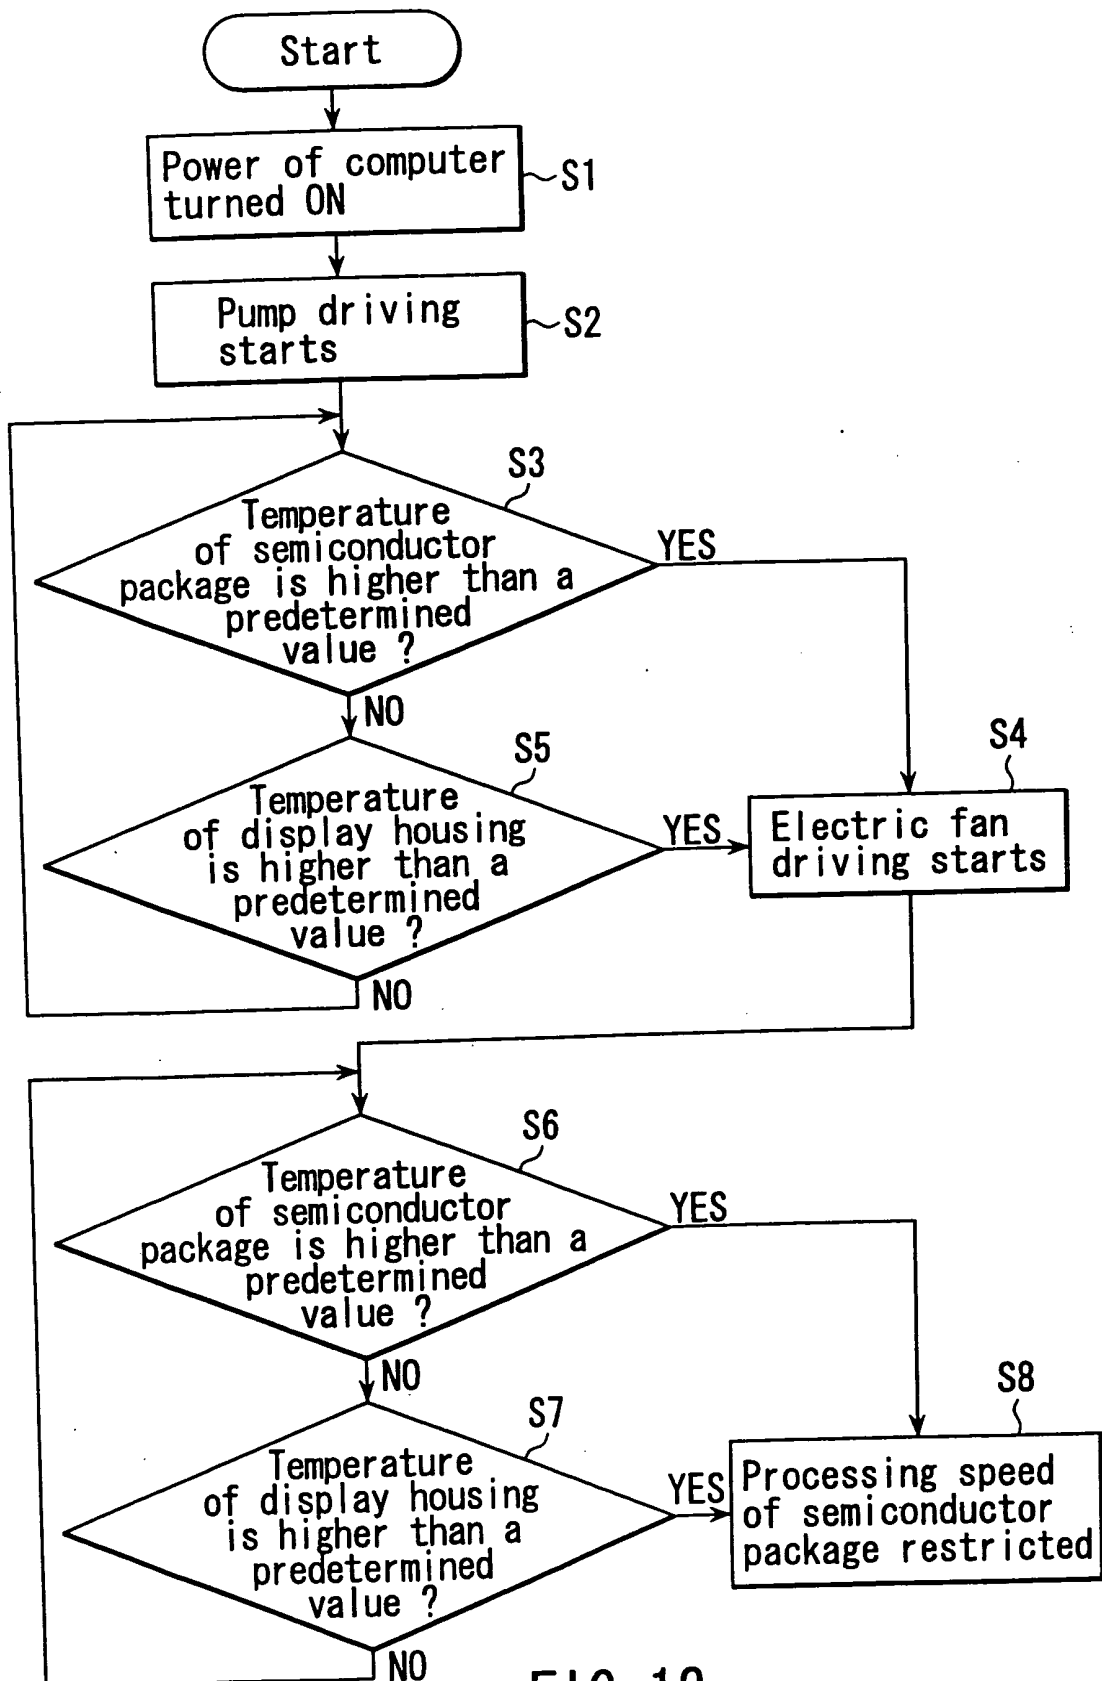 Start
Power of computer
turned ON
S1
Pump driving
starts
S2
S3
Temperature
of semiconductor
package is higher than a
predetermined
value ?
YES
NO
S5
Temperature
of display housing
is higher than a
predetermined
value ?
YES
NO
S4
Electric fan
driving starts
S6
Temperature
of semiconductor
package is higher than a
predetermined
value ?
YES
NO
S7
Temperature
of display housing
is higher than a
predetermined
value ?
YES
NO
S8
Processing speed
of semiconductor
package restricted